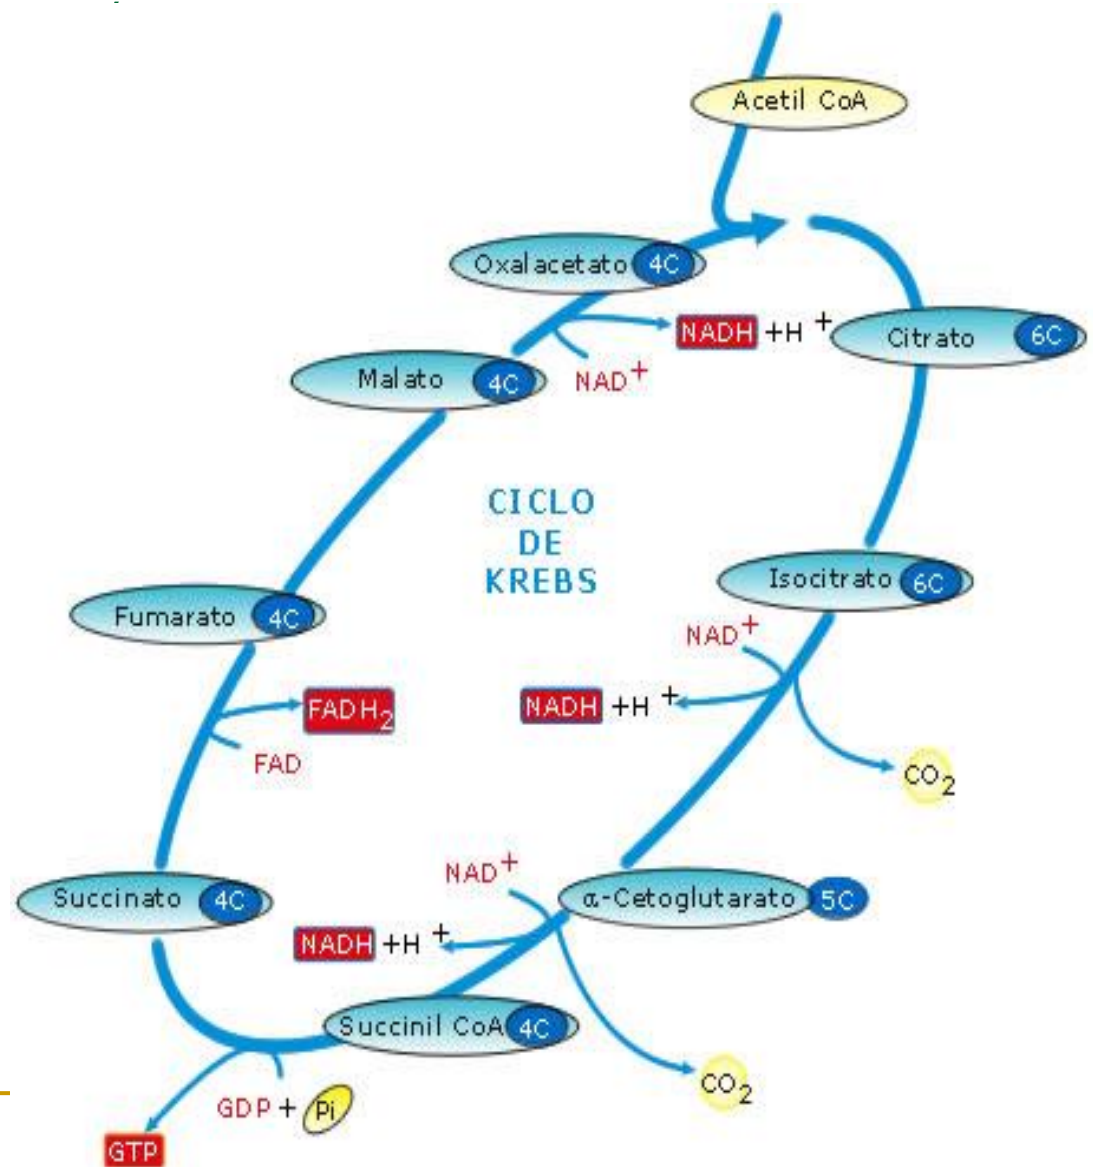 Acetil CoA
Oxalacetato 4C
NADH +H +
NAD+
Citrato 6C
Malato 4C
CICLO
DE
KREBS
Isocitrato 6C
NAD+
NADH +H +
CO2
Fumarato 4C
FADH2
FAD
α-Cetoglutarato 5C
NAD+
NADH +H +
CO2
Succinato 4C
Succinil CoA 4C
GDP + Pi
GTP